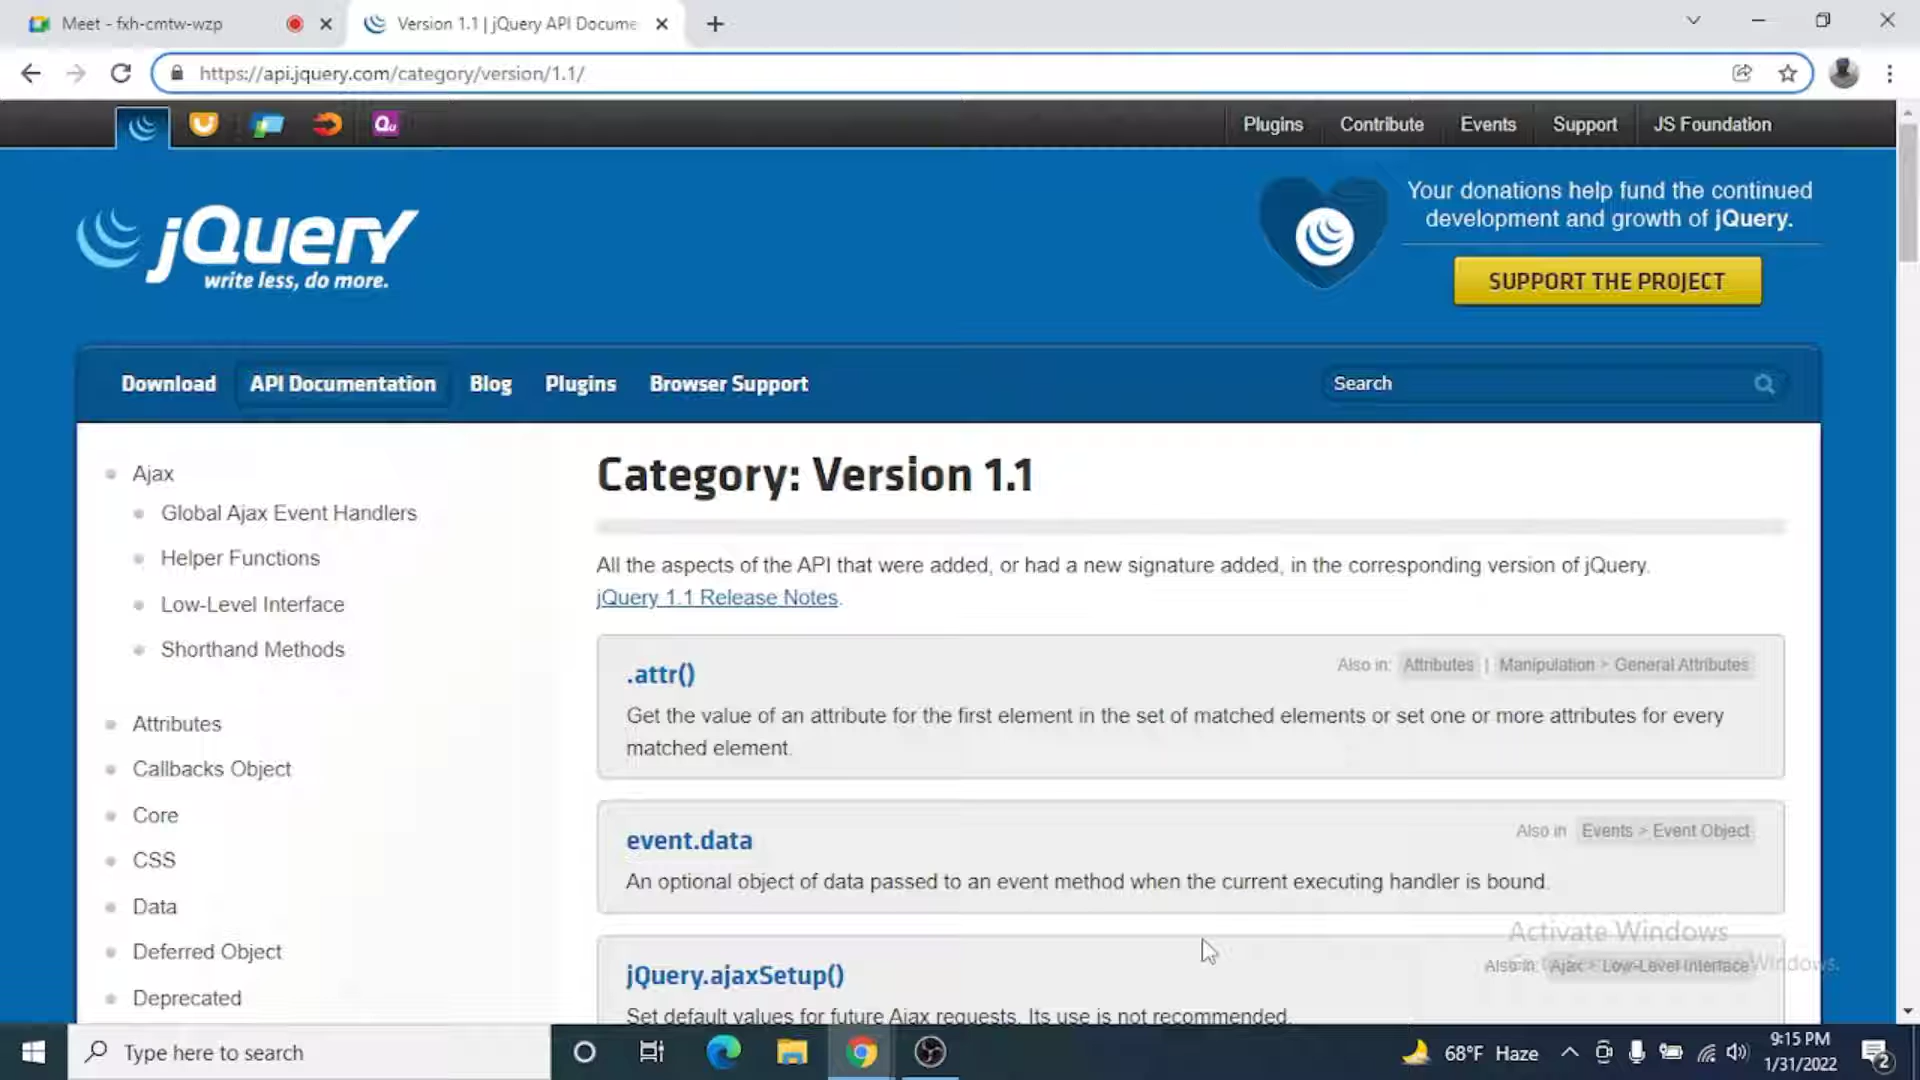 Meet - fxh-cmtw-wzp
Version 1.1 | jQuery API Docume
https://api.jquery.com/category/version/1.1/
Plugins
Contribute
Events
Support
JS Foundation
jQuery
write less, do more.
Your donations help fund the continued
development and growth of jQuery.
SUPPORT THE PROJECT
Download
API Documentation
Blog
Plugins
Browser Support
Search
Ajax
Global Ajax Event Handlers
Helper Functions
Low-Level Interface
Shorthand Methods
Attributes
Callbacks Object
Core
CSS
Data
Deferred Object
Deprecated
Category: Version 1.1
All the aspects of the API that were added, or had a new signature added, in the corresponding version of jQuery.
jQuery 1.1 Release Notes.
.attr()
Also in: Attributes | Manipulation > General Attributes
Get the value of an attribute for the first element in the set of matched elements or set one or more attributes for every
matched element.
event.data
Also in Events > Event Object
An optional object of data passed to an event method when the current executing handler is bound.
Activate Windows
jQuery.ajaxSetup()
Also in: Ajax > Low-Level Interface
Windows.
Set default values for future Ajax requests. Its use is not recommended.
Type here to search
68°F Haze
9:15 PM
1/31/2022
2